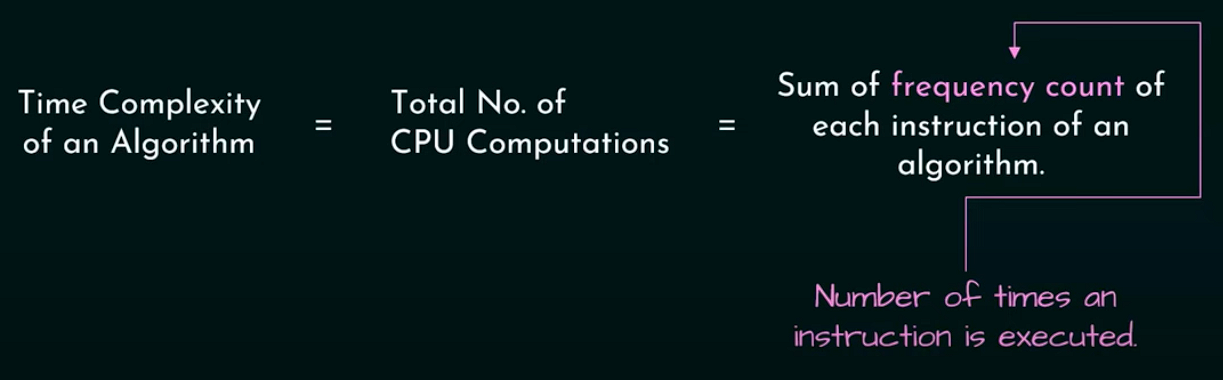 Time Complexity
of an Algorithm
=
Total No. of
CPU Computations
=
Sum of frequency count of
each instruction of an
algorithm.
Number of times an
instruction is executed.